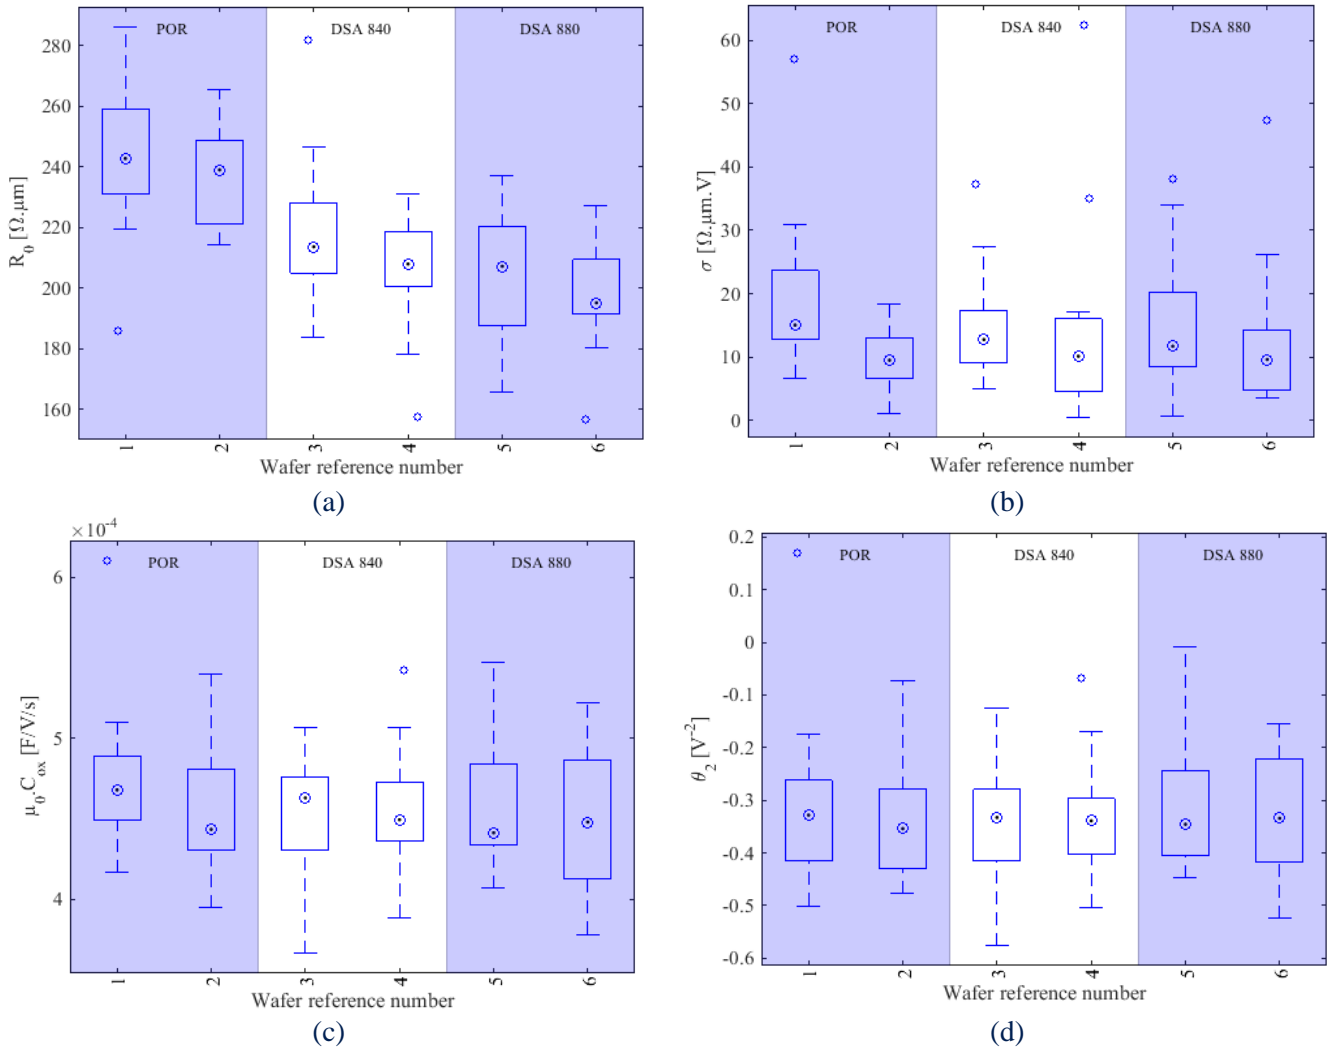 POR DSA 840 DSA 880
280
260
240
220
200
180
160
R0 [Ω.μm]
1 2 3 4 5 6
Wafer reference number
(a)
POR DSA 840 DSA 880
60
50
40
30
20
10
0
σ [Ω.μm.V]
1 2 3 4 5 6
Wafer reference number
(b)
×10-4
POR DSA 840 DSA 880
6
5
4
μ0.Cox [F/V/s]
1 2 3 4 5 6
Wafer reference number
(c)
POR DSA 840 DSA 880
0.2
0.1
0
-0.1
-0.2
-0.3
-0.4
-0.5
-0.6
θ2 [V-2]
1 2 3 4 5 6
Wafer reference number
(d)